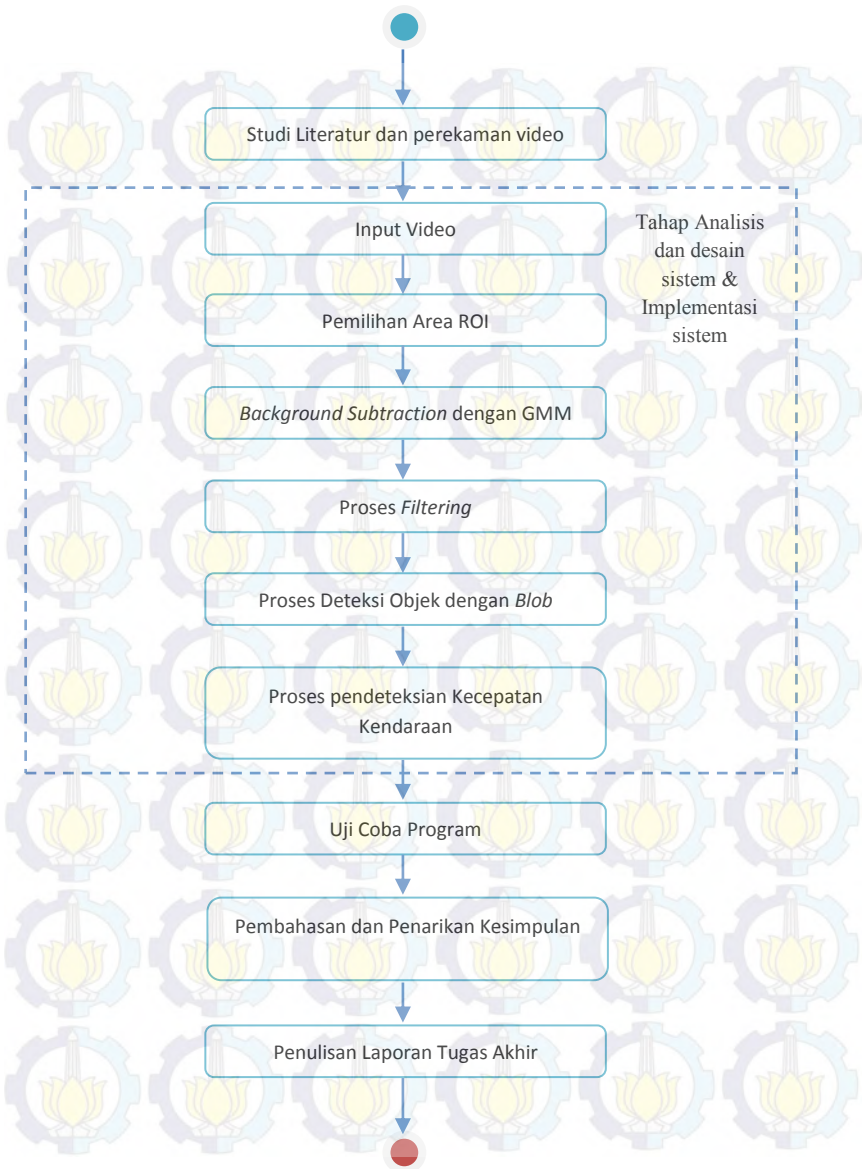 Studi Literatur dan perekaman video
Input Video
Tahap Analisis
dan desain
sistem &
Implementasi
sistem
Pemilihan Area ROI
Background Subtraction dengan GMM
Proses Filtering
Proses Deteksi Objek dengan Blob
Proses pendeteksian Kecepatan
Kendaraan
Uji Coba Program
Pembahasan dan Penarikan Kesimpulan
Penulisan Laporan Tugas Akhir